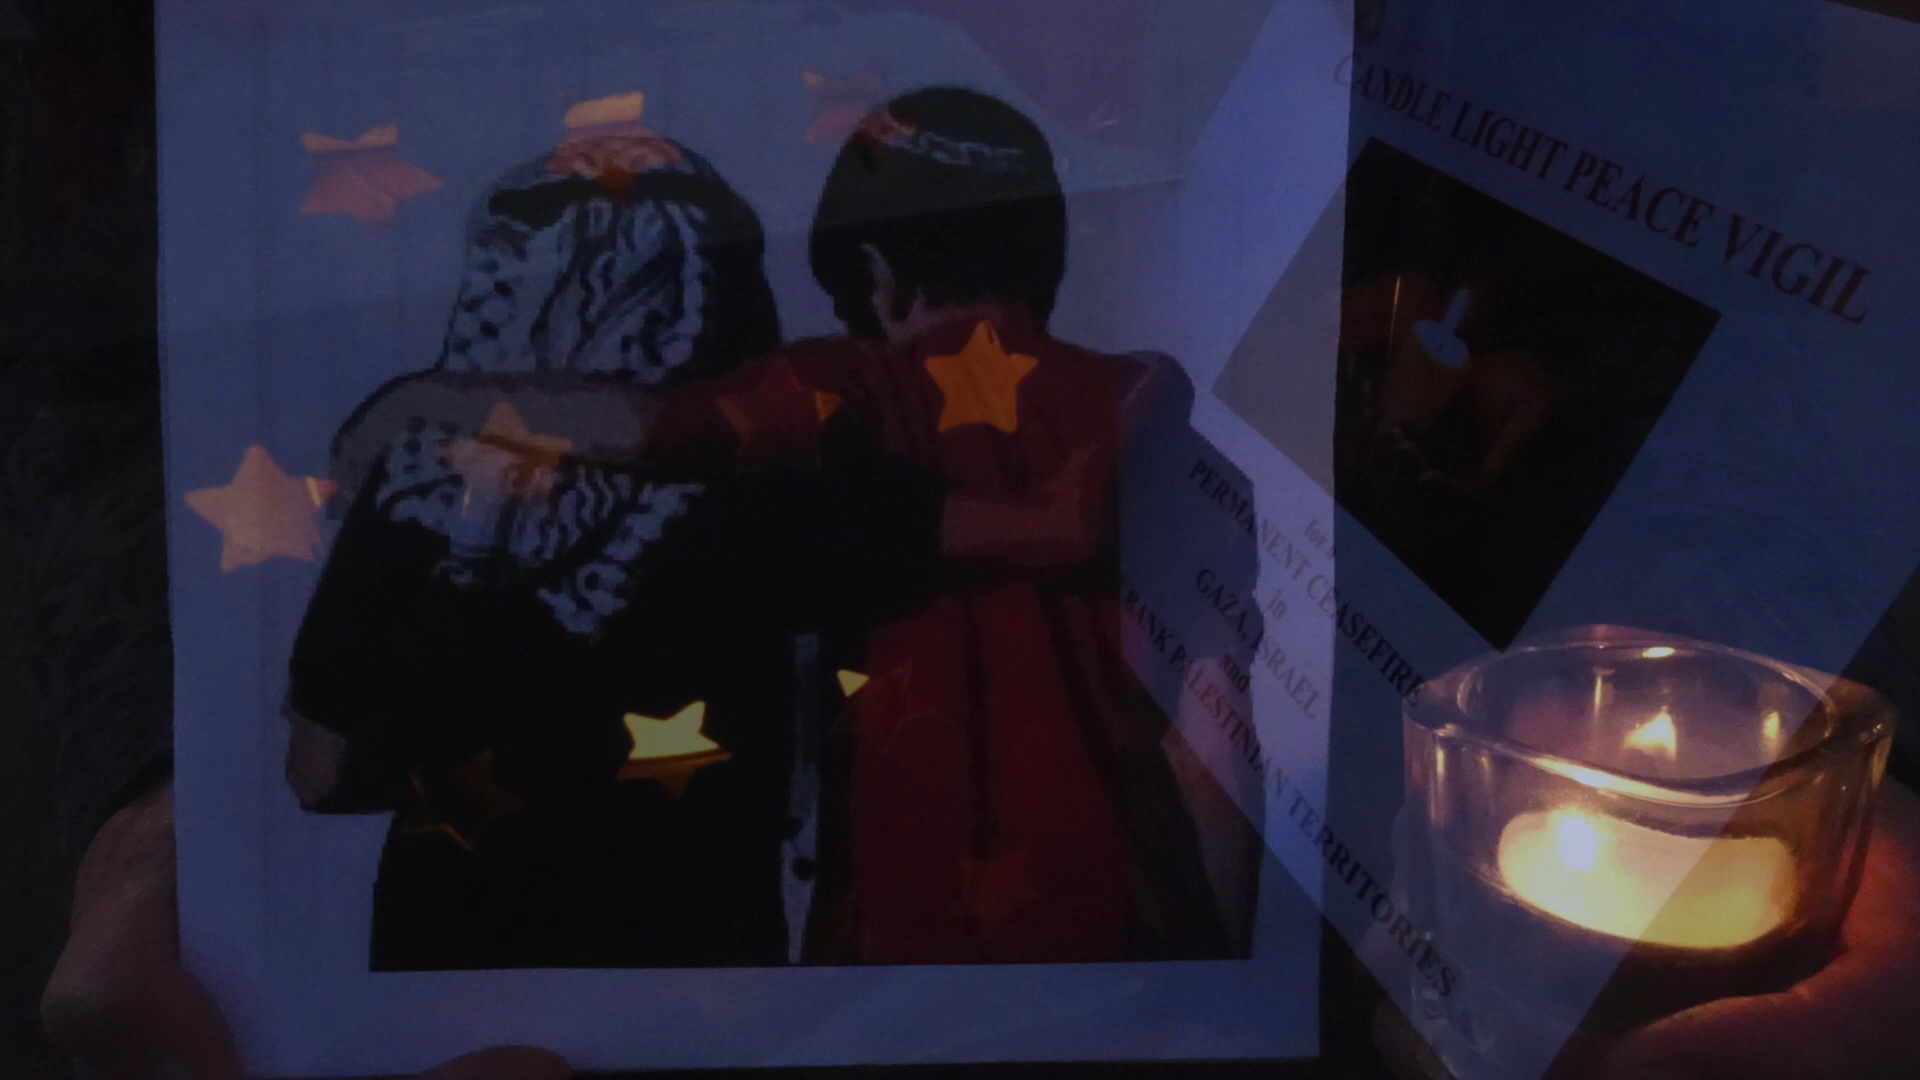 CANDLE LIGHT PEACE VIGIL
for a
PERMANENT CEASEFIRE
in
GAZA, ISRAEL
and
BANK PALESTINIAN TERRITORIES